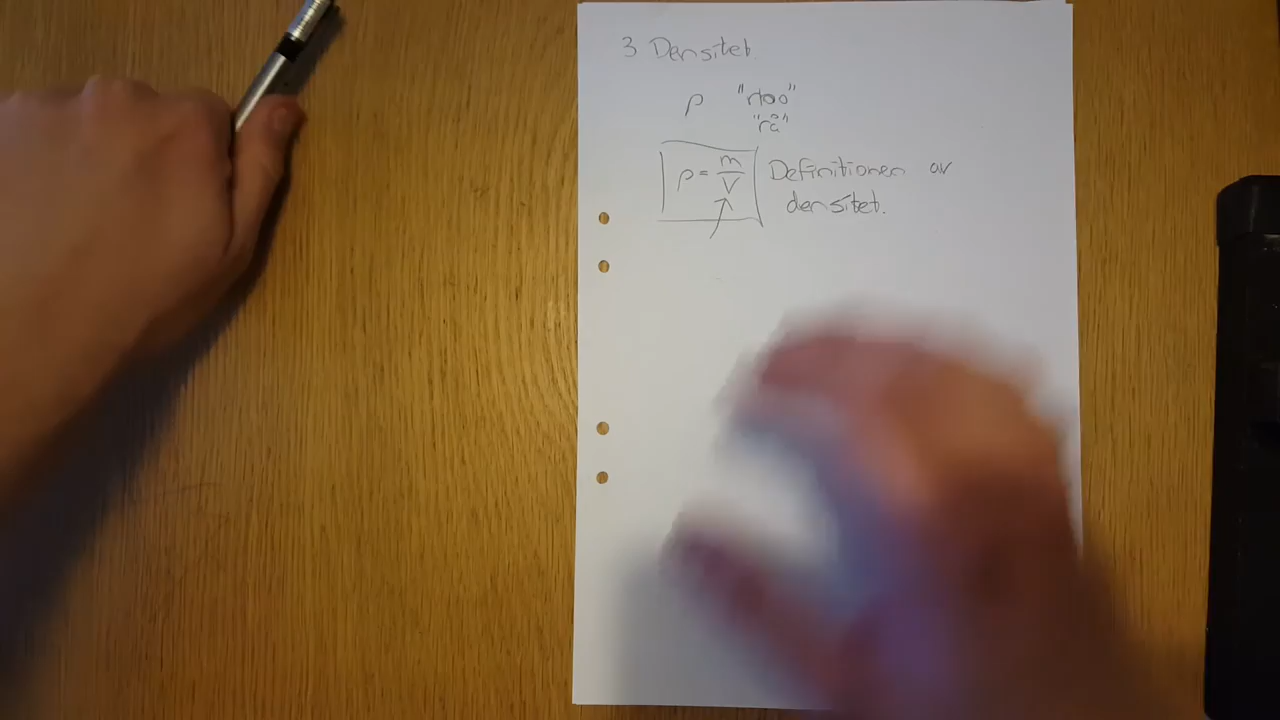 3 Densitet.
ρ "rhoo"
"rå"
ρ = m/V Definitionen av
densitet.